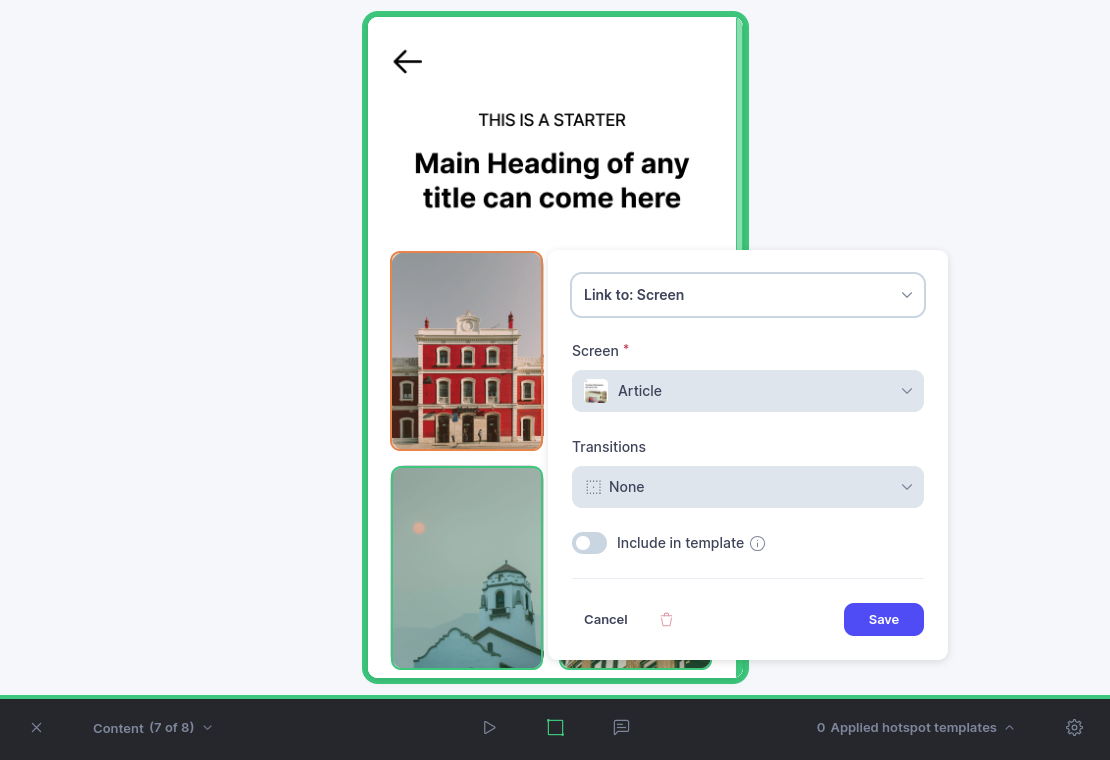 THIS IS A STARTER
Main Heading of any
title can come here
Link to: Screen
Screen *
Article
Transitions
None
Include in template
Cancel
Save
Content (7 of 8)
0 Applied hotspot templates